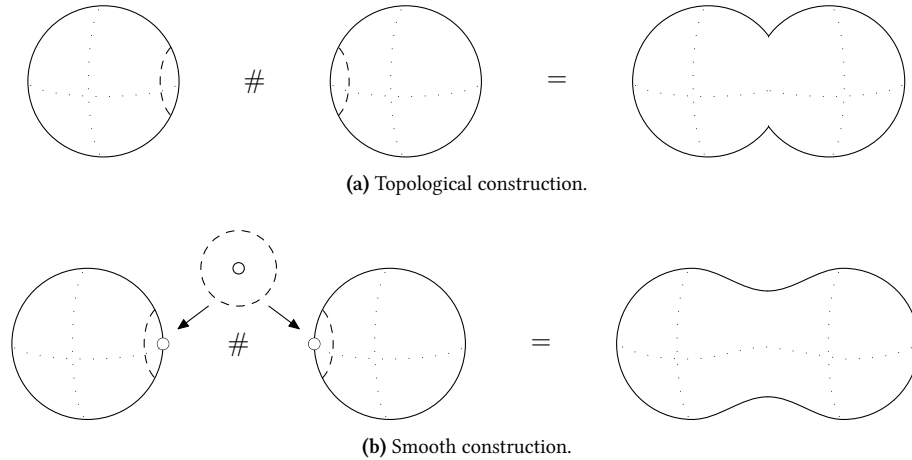 # =
(a) Topological construction.
# =
(b) Smooth construction.